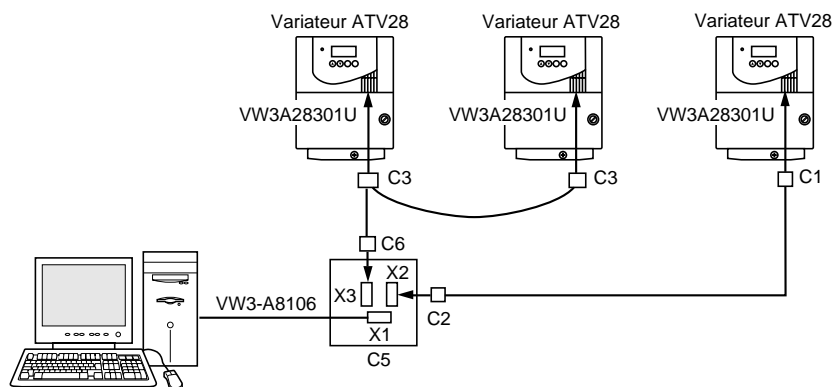 Variateur ATV28
Variateur ATV28
Variateur ATV28
VW3A28301U
VW3A28301U
VW3A28301U
C3
C3
C1
C6
X2
X3
X1
C5
C2
VW3-A8106